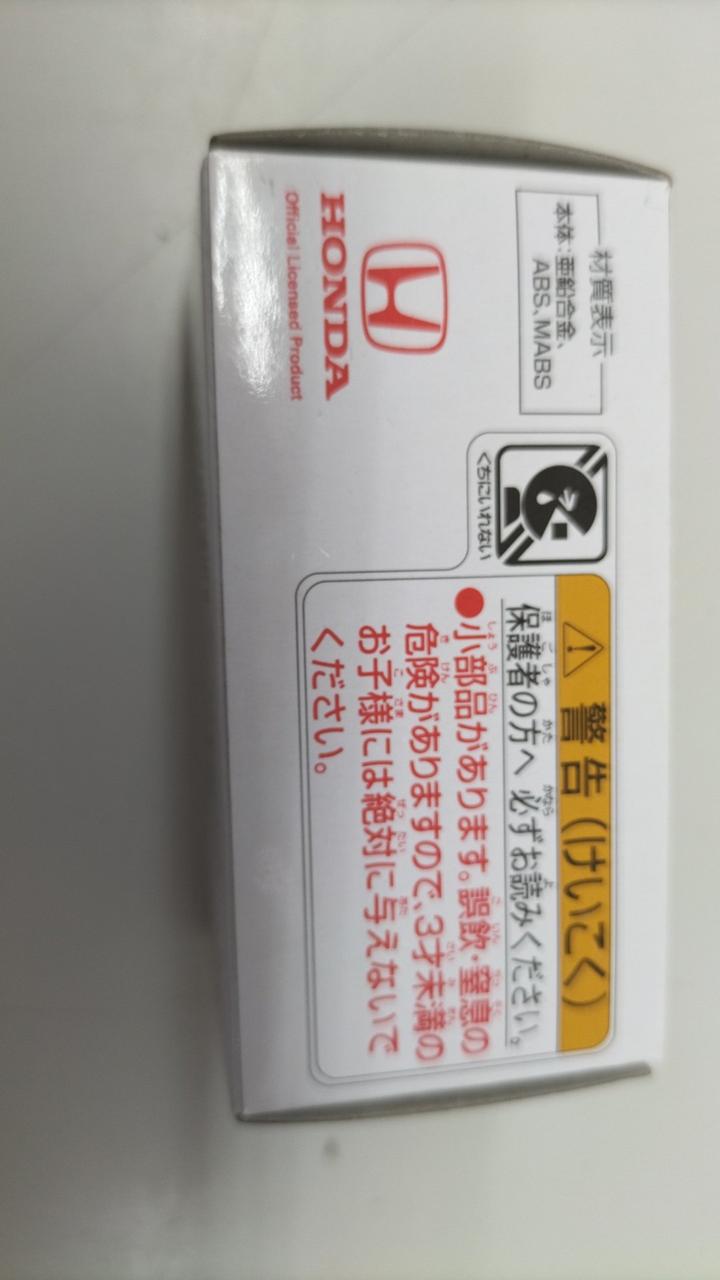 材質表示
本体:亜鉛合金、
ABS、MABS
HONDA
Official Licensed Product
くちにいれない
警告(けいこく)
保護者の方へ 必ずお読みください。
●小部品があります。誤飲・窒息の
危険がありますので、3才未満の
お子様には絶対に与えないで
ください。